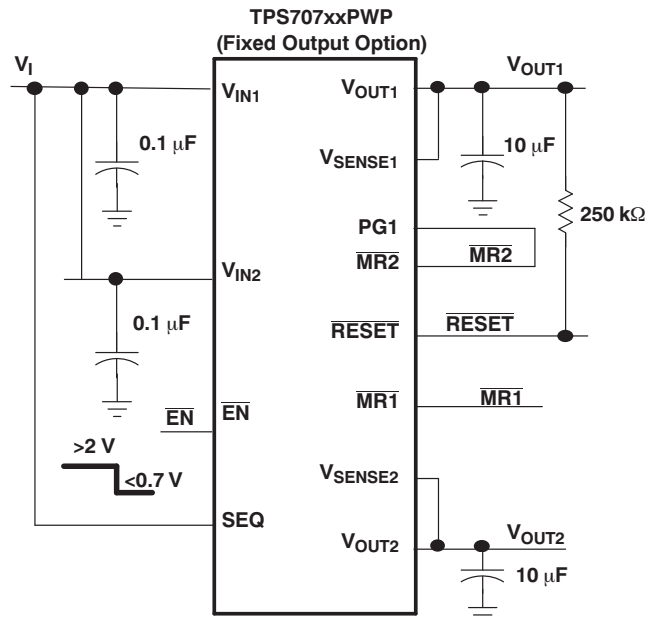 TPS707xxPWP
(Fixed Output Option)
VI
VOUT1
VIN1
VOUT1
0.1 μF
10 μF
VSENSE1
250 kΩ
PG1
MR2
MR2
VIN2
0.1 μF
RESET
RESET
EN
EN
MR1
MR1
>2 V
<0.7 V
VSENSE2
SEQ
VOUT2
VOUT2
10 μF